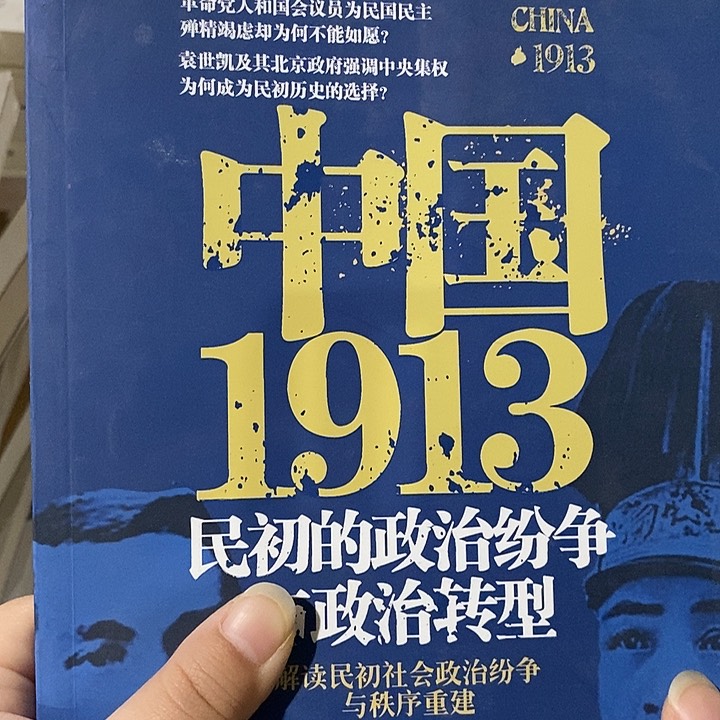 革命党人和国会议员为民国民主
殚精竭虑却为何不能如愿?
袁世凯及其北京政府强调中央集权
为何成为民初历史的选择?
CHINA
1913
中国
1913
民初的政治纷争
政治转型
解读民初社会政治纷争
与秩序重建